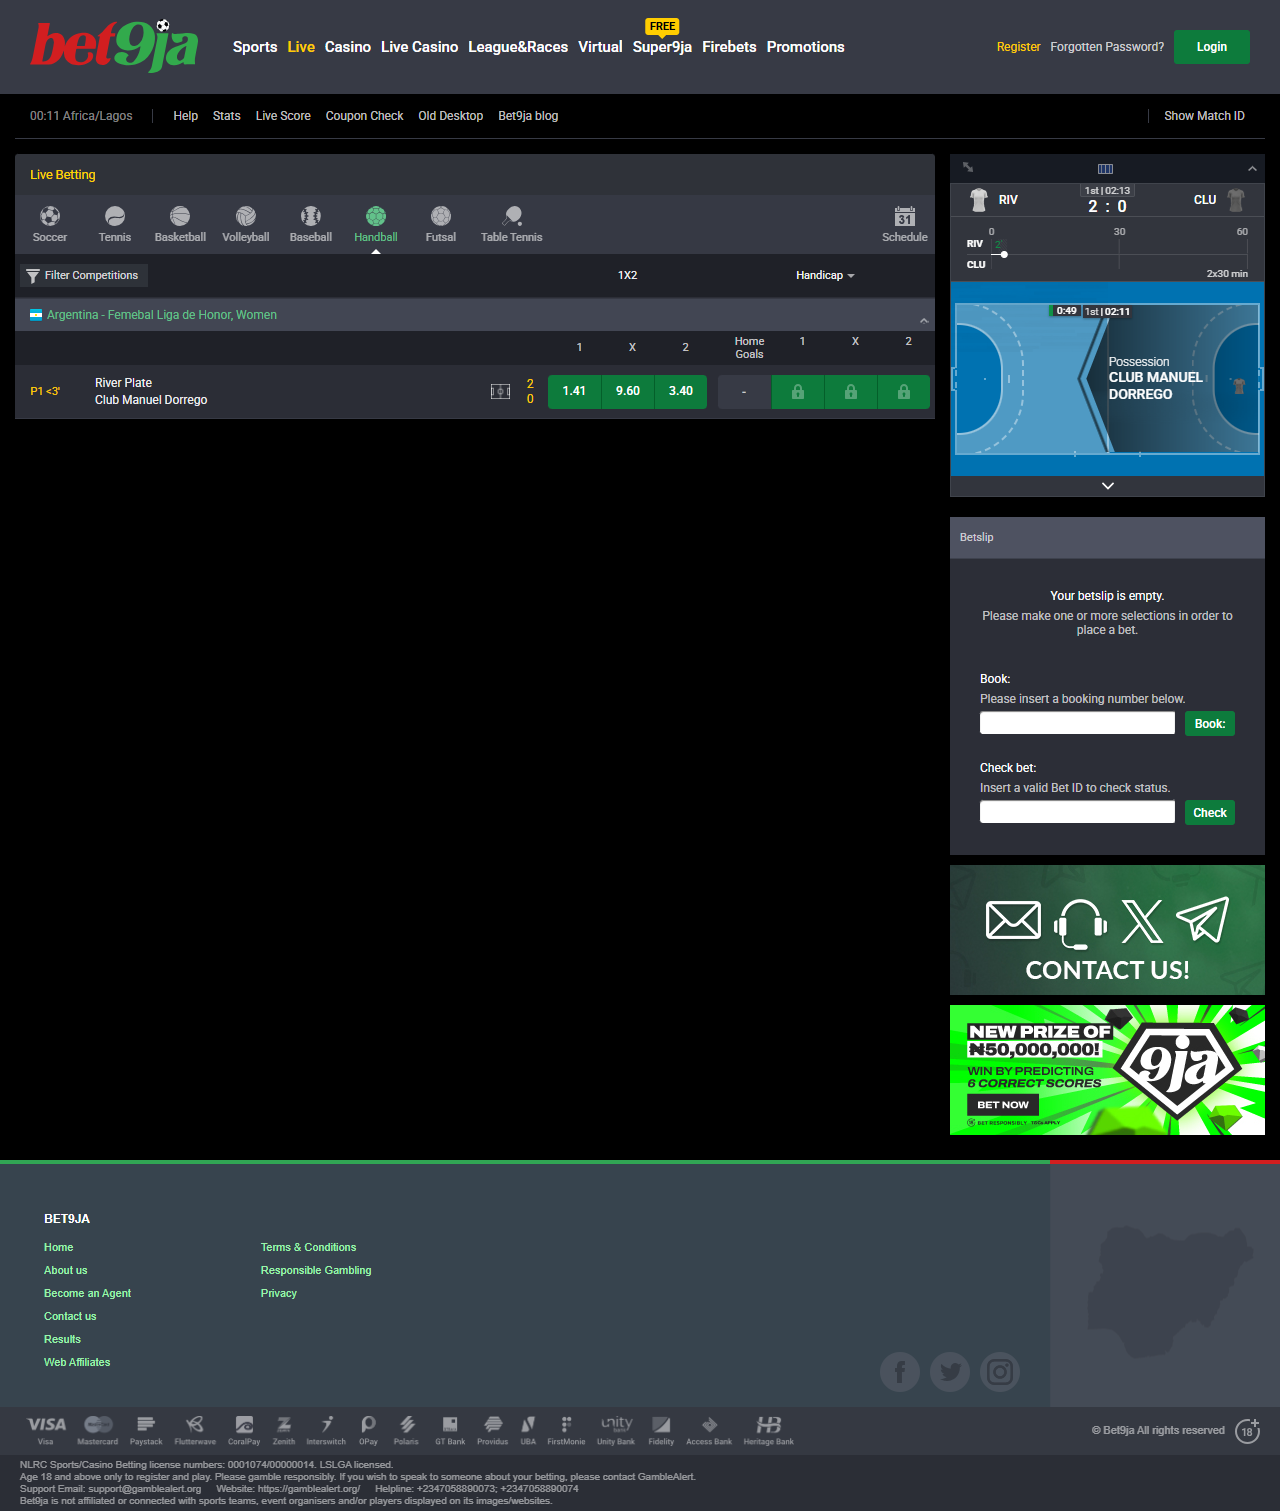 bet9ja
FREE
Sports Live Casino Live Casino League&Races Virtual Super9ja Firebets Promotions
Register Forgotten Password? Login
00:11 Africa/Lagos Help Stats Live Score Coupon Check Old Desktop Bet9ja blog Show Match ID
Live Betting
Soccer Tennis Basketball Volleyball Baseball Handball Futsal Table Tennis 31 Schedule
Filter Competitions 1X2 Handicap
Argentina - Femebal Liga de Honor, Women
1 X 2 Home Goals 1 X 2
P1 <3' River Plate 2
Club Manuel Dorrego 0
1.41 9.60 3.40 -
1st | 02:13
RIV 2 : 0 CLU
0 30 60
RIV 2'
CLU
2x30 min
0:49 1st | 02:11
Possession
CLUB MANUEL
DORREGO
Betslip
Your betslip is empty.
Please make one or more selections in order to
place a bet.
Book:
Please insert a booking number below.
Book:
Check bet:
Insert a valid Bet ID to check status.
Check
CONTACT US!
NEW PRIZE OF
₦50,000,000!
WIN BY PREDICTING
6 CORRECT SCORES
BET NOW
BET RESPONSIBLY. T&CS APPLY
9ja
BET9JA
Home Terms & Conditions
About us Responsible Gambling
Become an Agent Privacy
Contact us
Results
Web Affiliates
VISA unity HB
Visa Mastercard Paystack Flutterwave CoralPay Zenith Interswitch OPay Polaris GT Bank Providus UBA FirstMonie Unity Bank Fidelity Access Bank Heritage Bank
© Bet9ja All rights reserved 18+
NLRC Sports/Casino Betting license numbers: 0001074/00000014. LSLGA licensed.
Age 18 and above only to register and play. Please gamble responsibly. If you wish to speak to someone about your betting, please contact GambleAlert.
Support Email: support@gamblealert.org Website: https://gamblealert.org/ Helpline: +2347058890073; +2347058890074
Bet9ja is not affiliated or connected with sports teams, event organisers and/or players displayed on its images/websites.